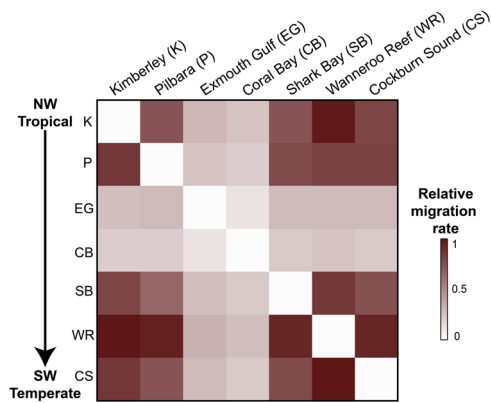 Kimberley (K)
Pilbara (P)
Exmouth Gulf (EG)
Coral Bay (CB)
Shark Bay (SB)
Wanneroo Reef (WR)
Cockburn Sound (CS)
NW
Tropical
K
P
EG
CB
SB
WR
CS
SW
Temperate
Relative
migration
rate
1
0.5
0